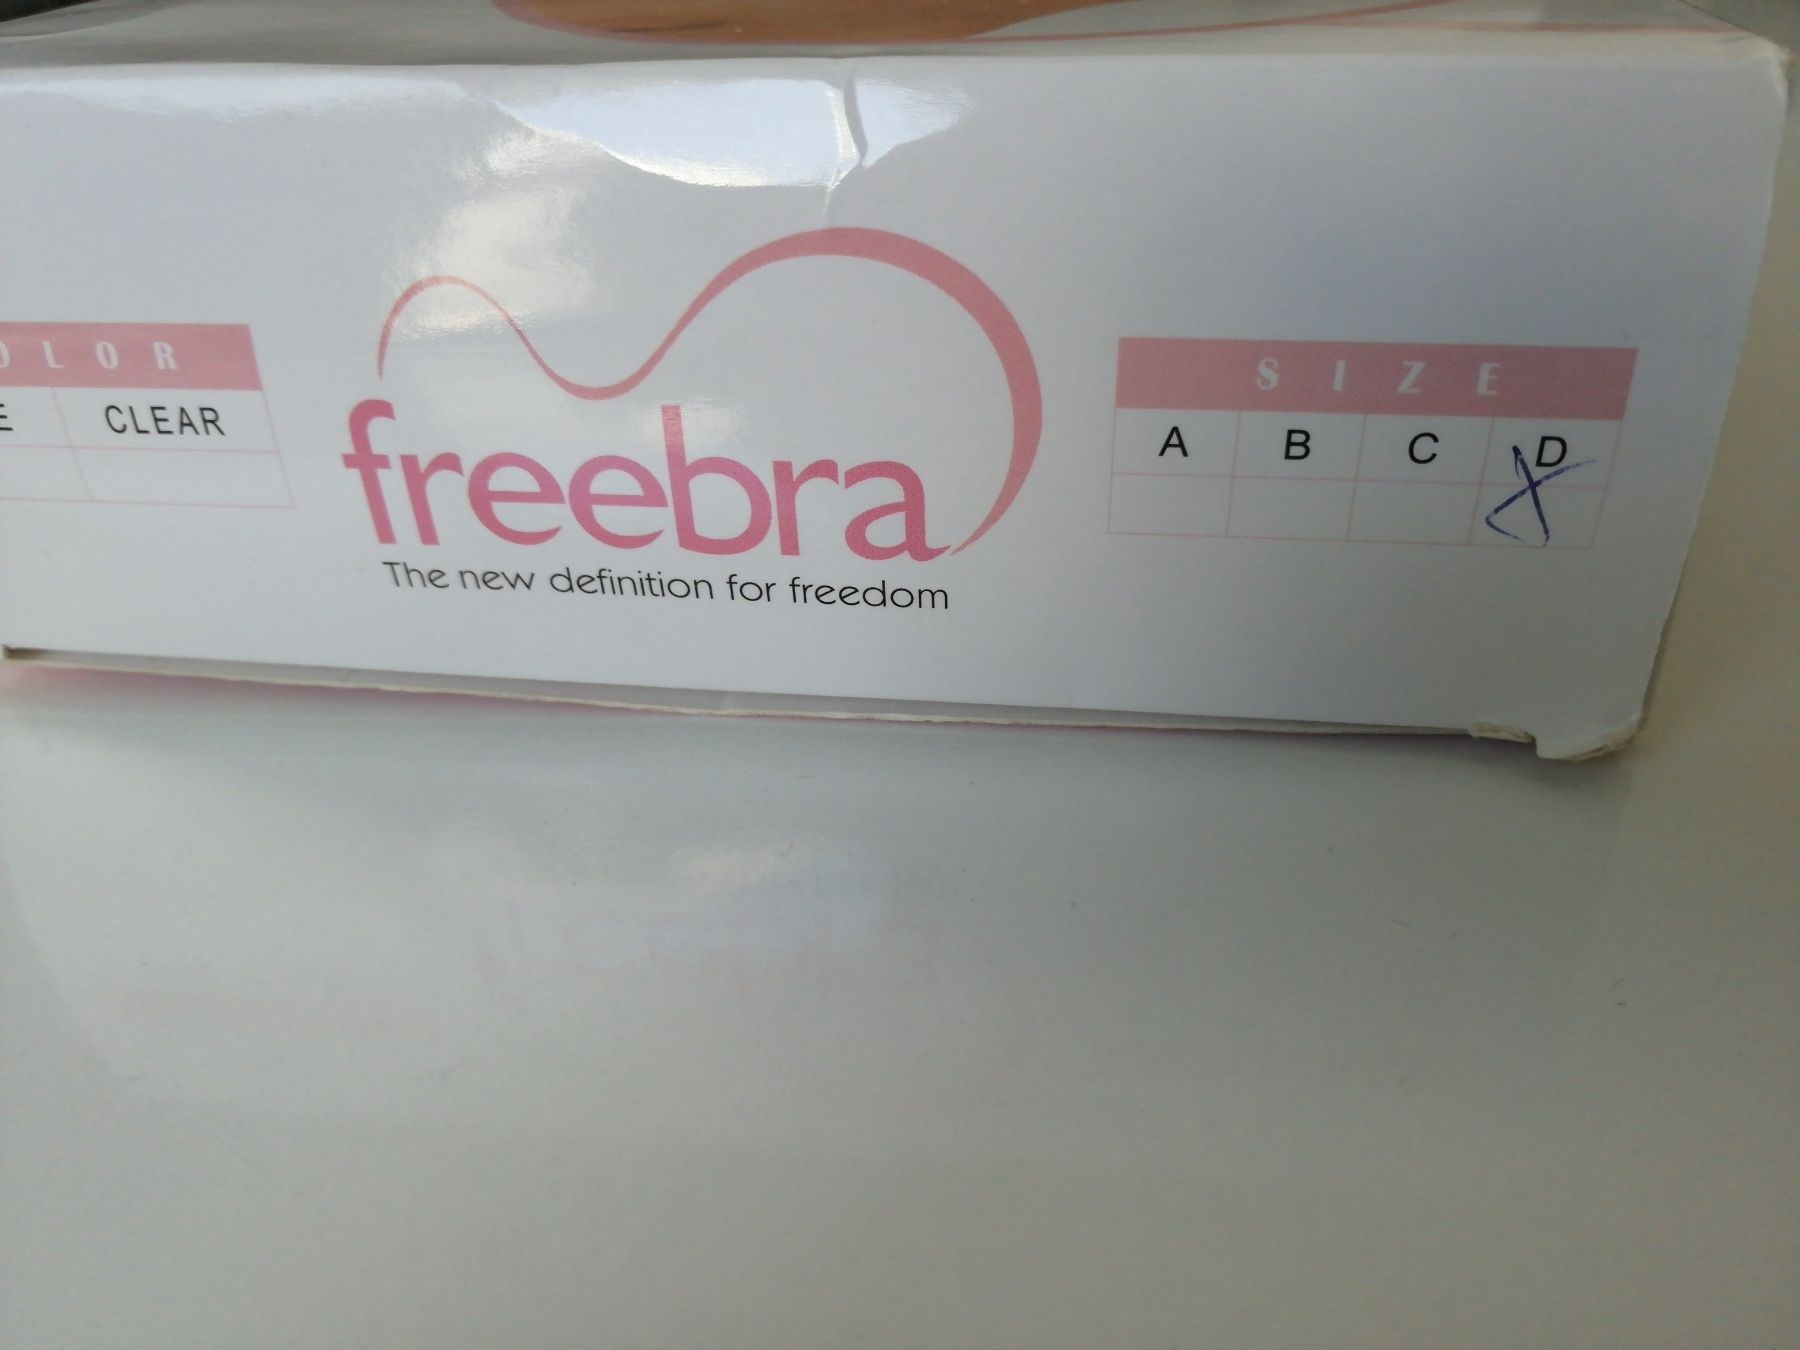 OLOR
CLEAR
freebra
The new definition for freedom
SIZE
A B C D
X